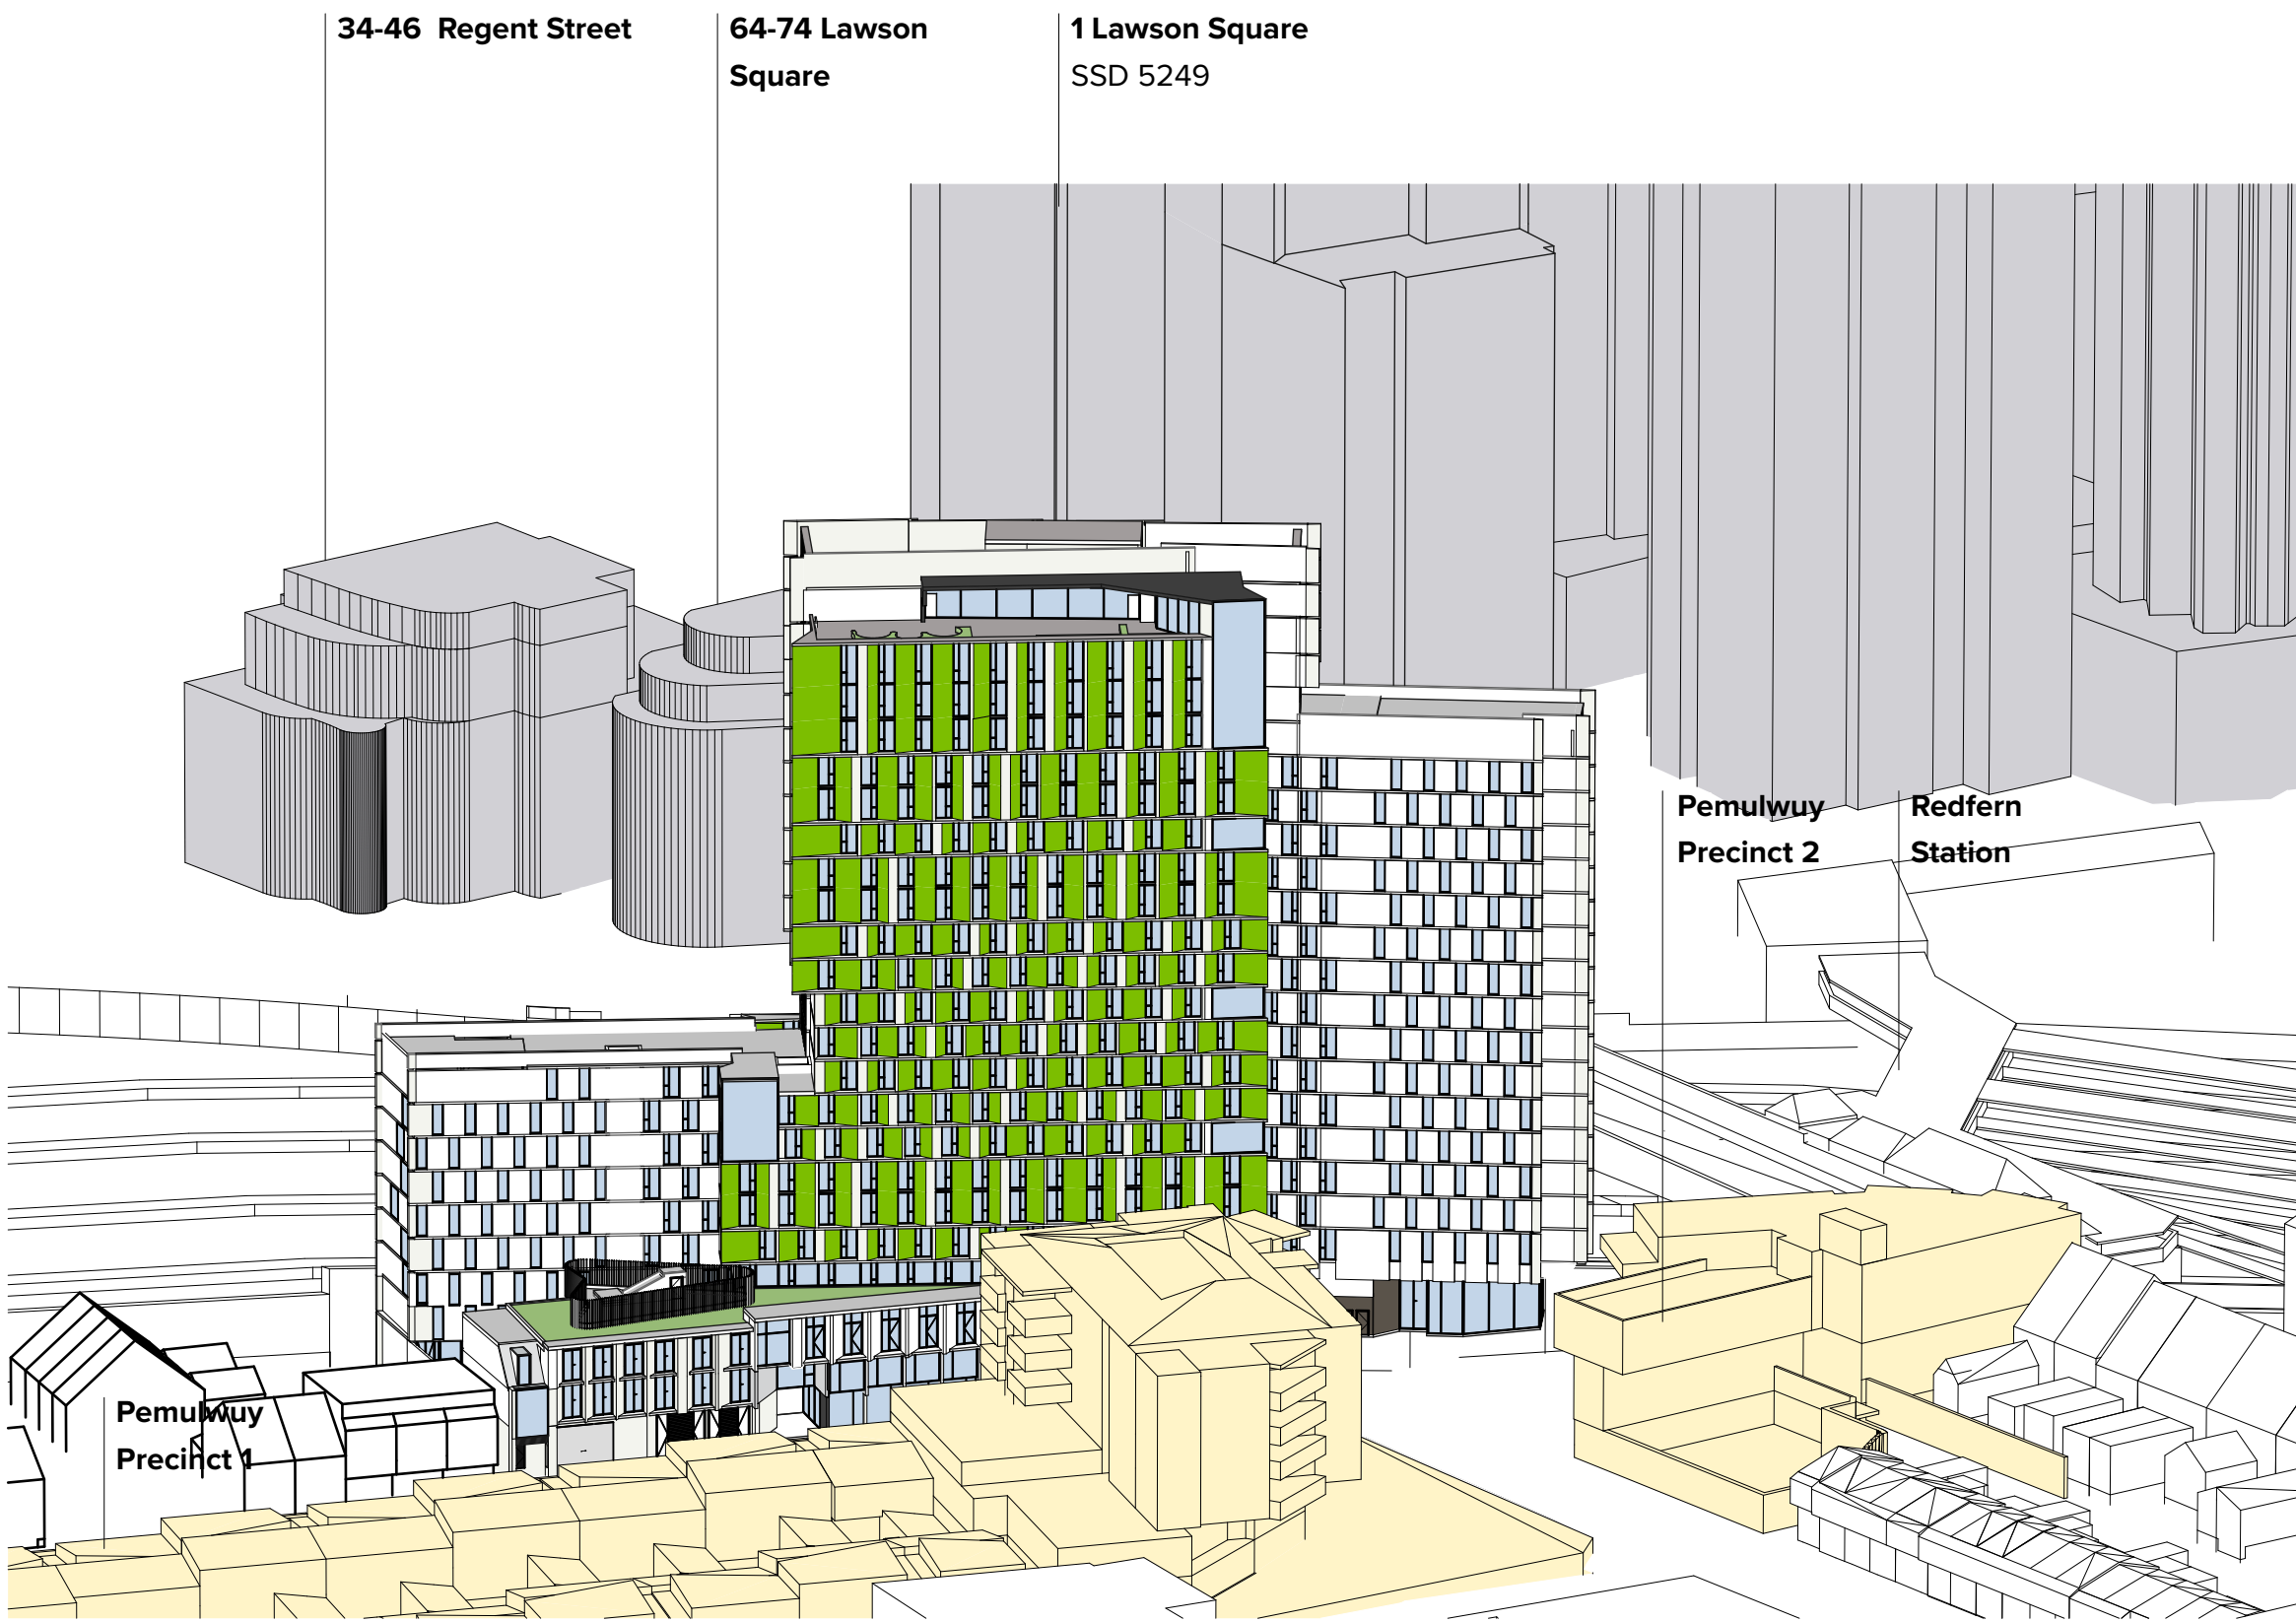 34-46 Regent Street
64-74 Lawson
Square
1 Lawson Square
SSD 5249
Pemulwuy
Precinct 2
Redfern
Station
Pemulwuy
Precinct 1